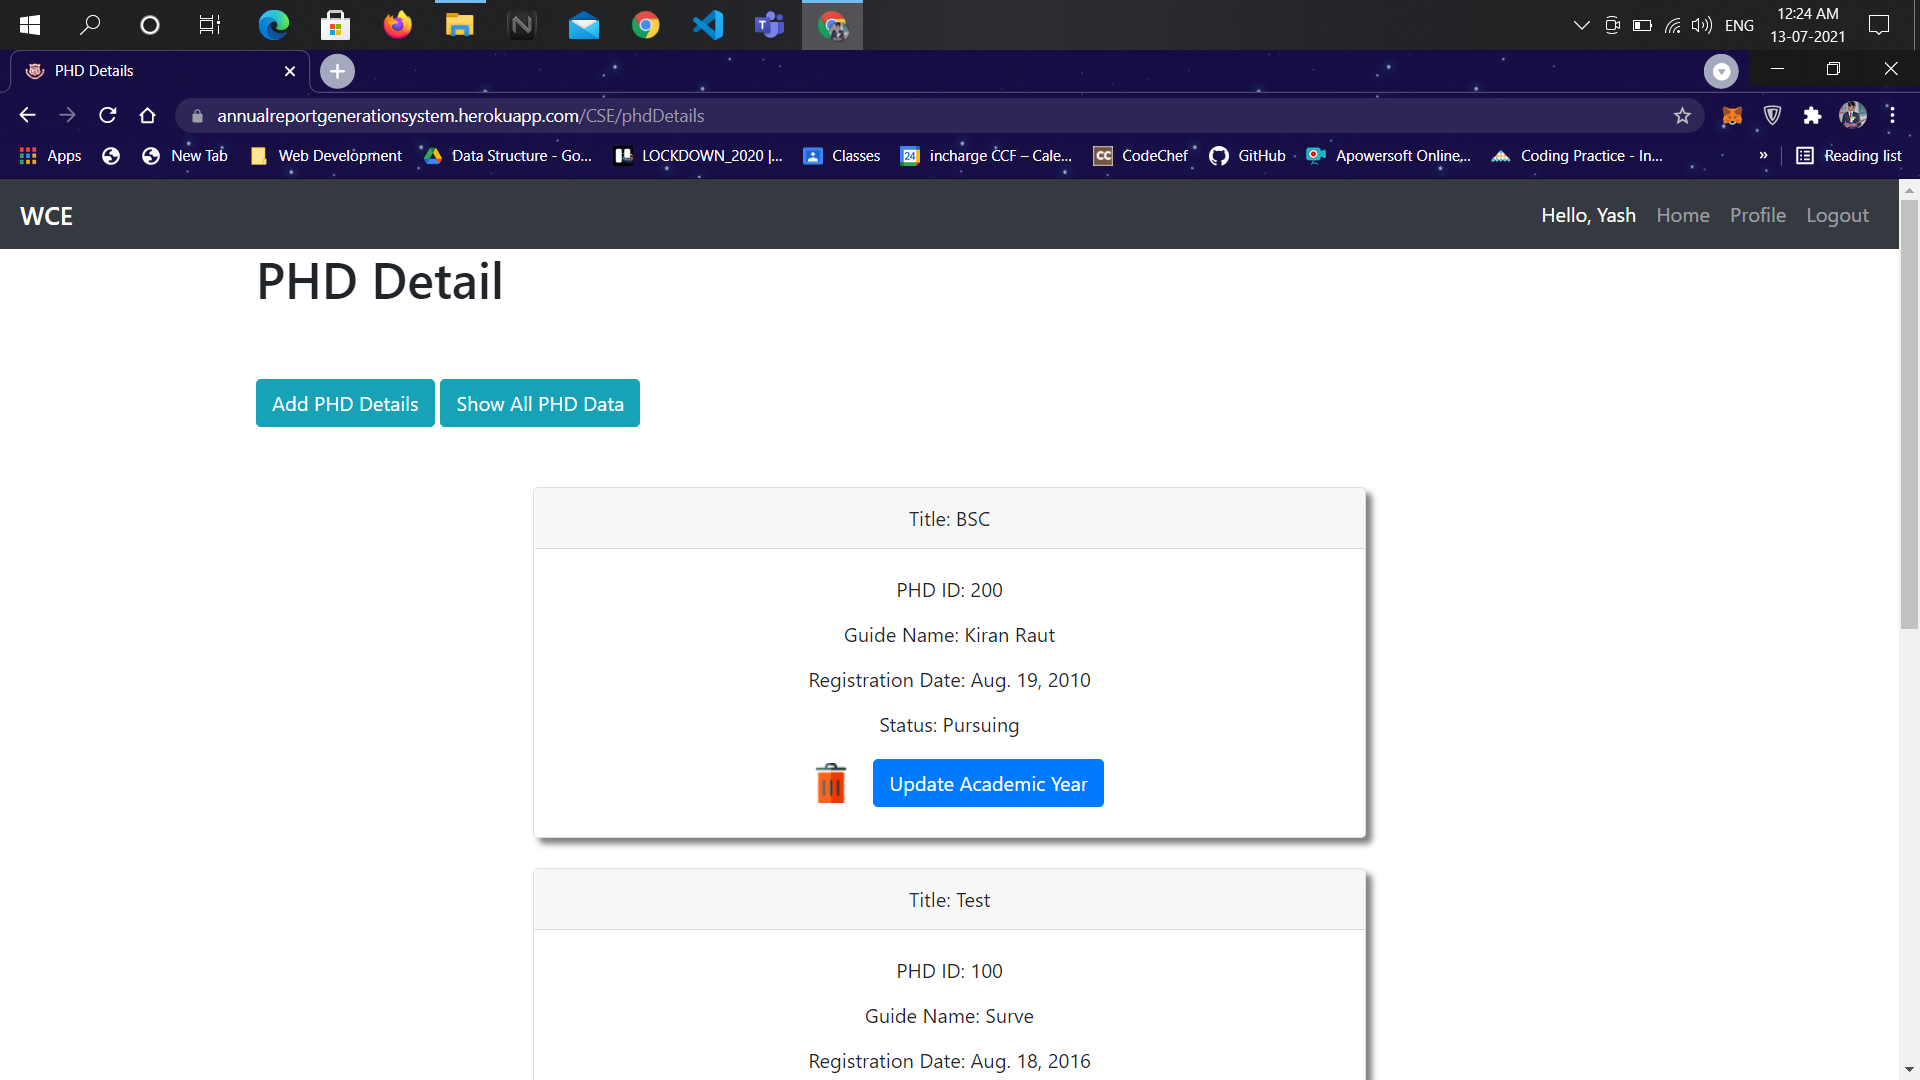 ENG
12:24 AM
13-07-2021
PHD Details
annualreportgenerationsystem.herokuapp.com/CSE/phdDetails
Apps
New Tab
Web Development
Data Structure - Go...
LOCKDOWN_2020 |...
Classes
24
incharge CCF – Cale...
CC
CodeChef
GitHub
Apowersoft Online,...
Coding Practice - In...
»
Reading list
WCE
Hello, Yash
Home
Profile
Logout
PHD Detail
Add PHD Details
Show All PHD Data
Title: BSC
PHD ID: 200
Guide Name: Kiran Raut
Registration Date: Aug. 19, 2010
Status: Pursuing
Update Academic Year
Title: Test
PHD ID: 100
Guide Name: Surve
Registration Date: Aug. 18, 2016